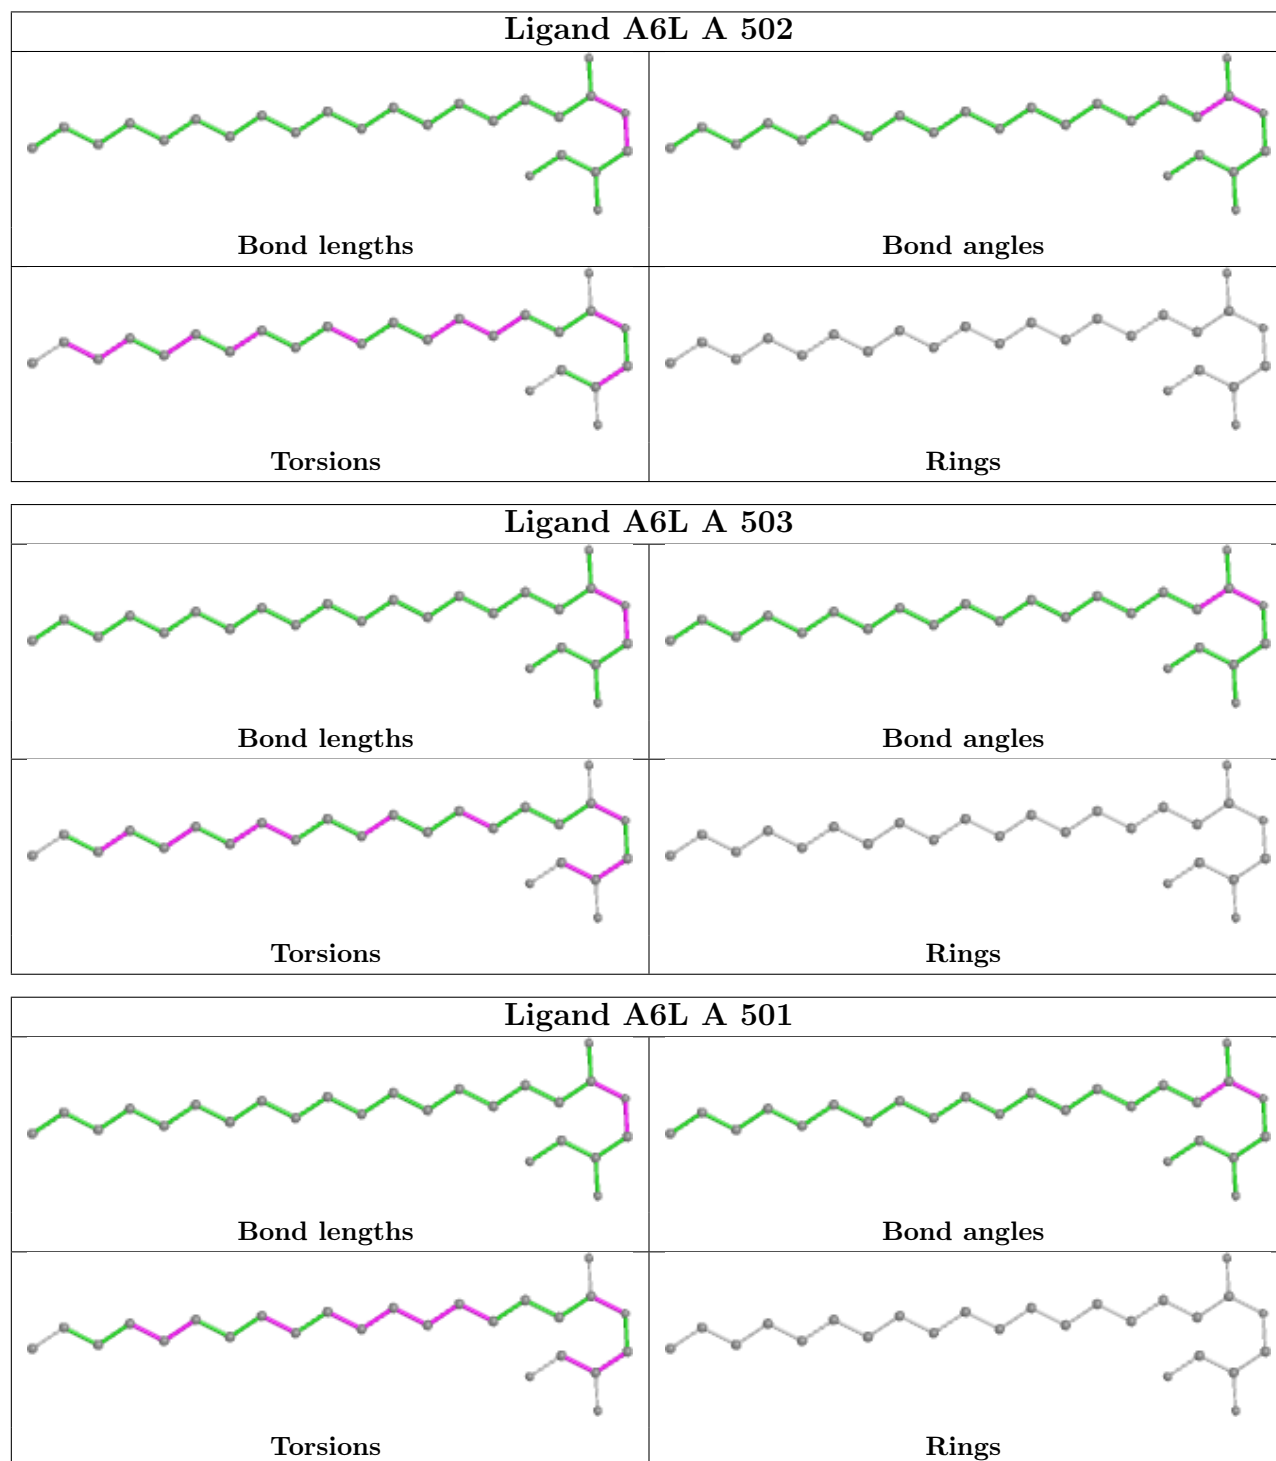 Ligand A6L A 502
Bond lengths
Bond angles
Torsions
Rings
Ligand A6L A 503
Bond lengths
Bond angles
Torsions
Rings
Ligand A6L A 501
Bond lengths
Bond angles
Torsions
Rings